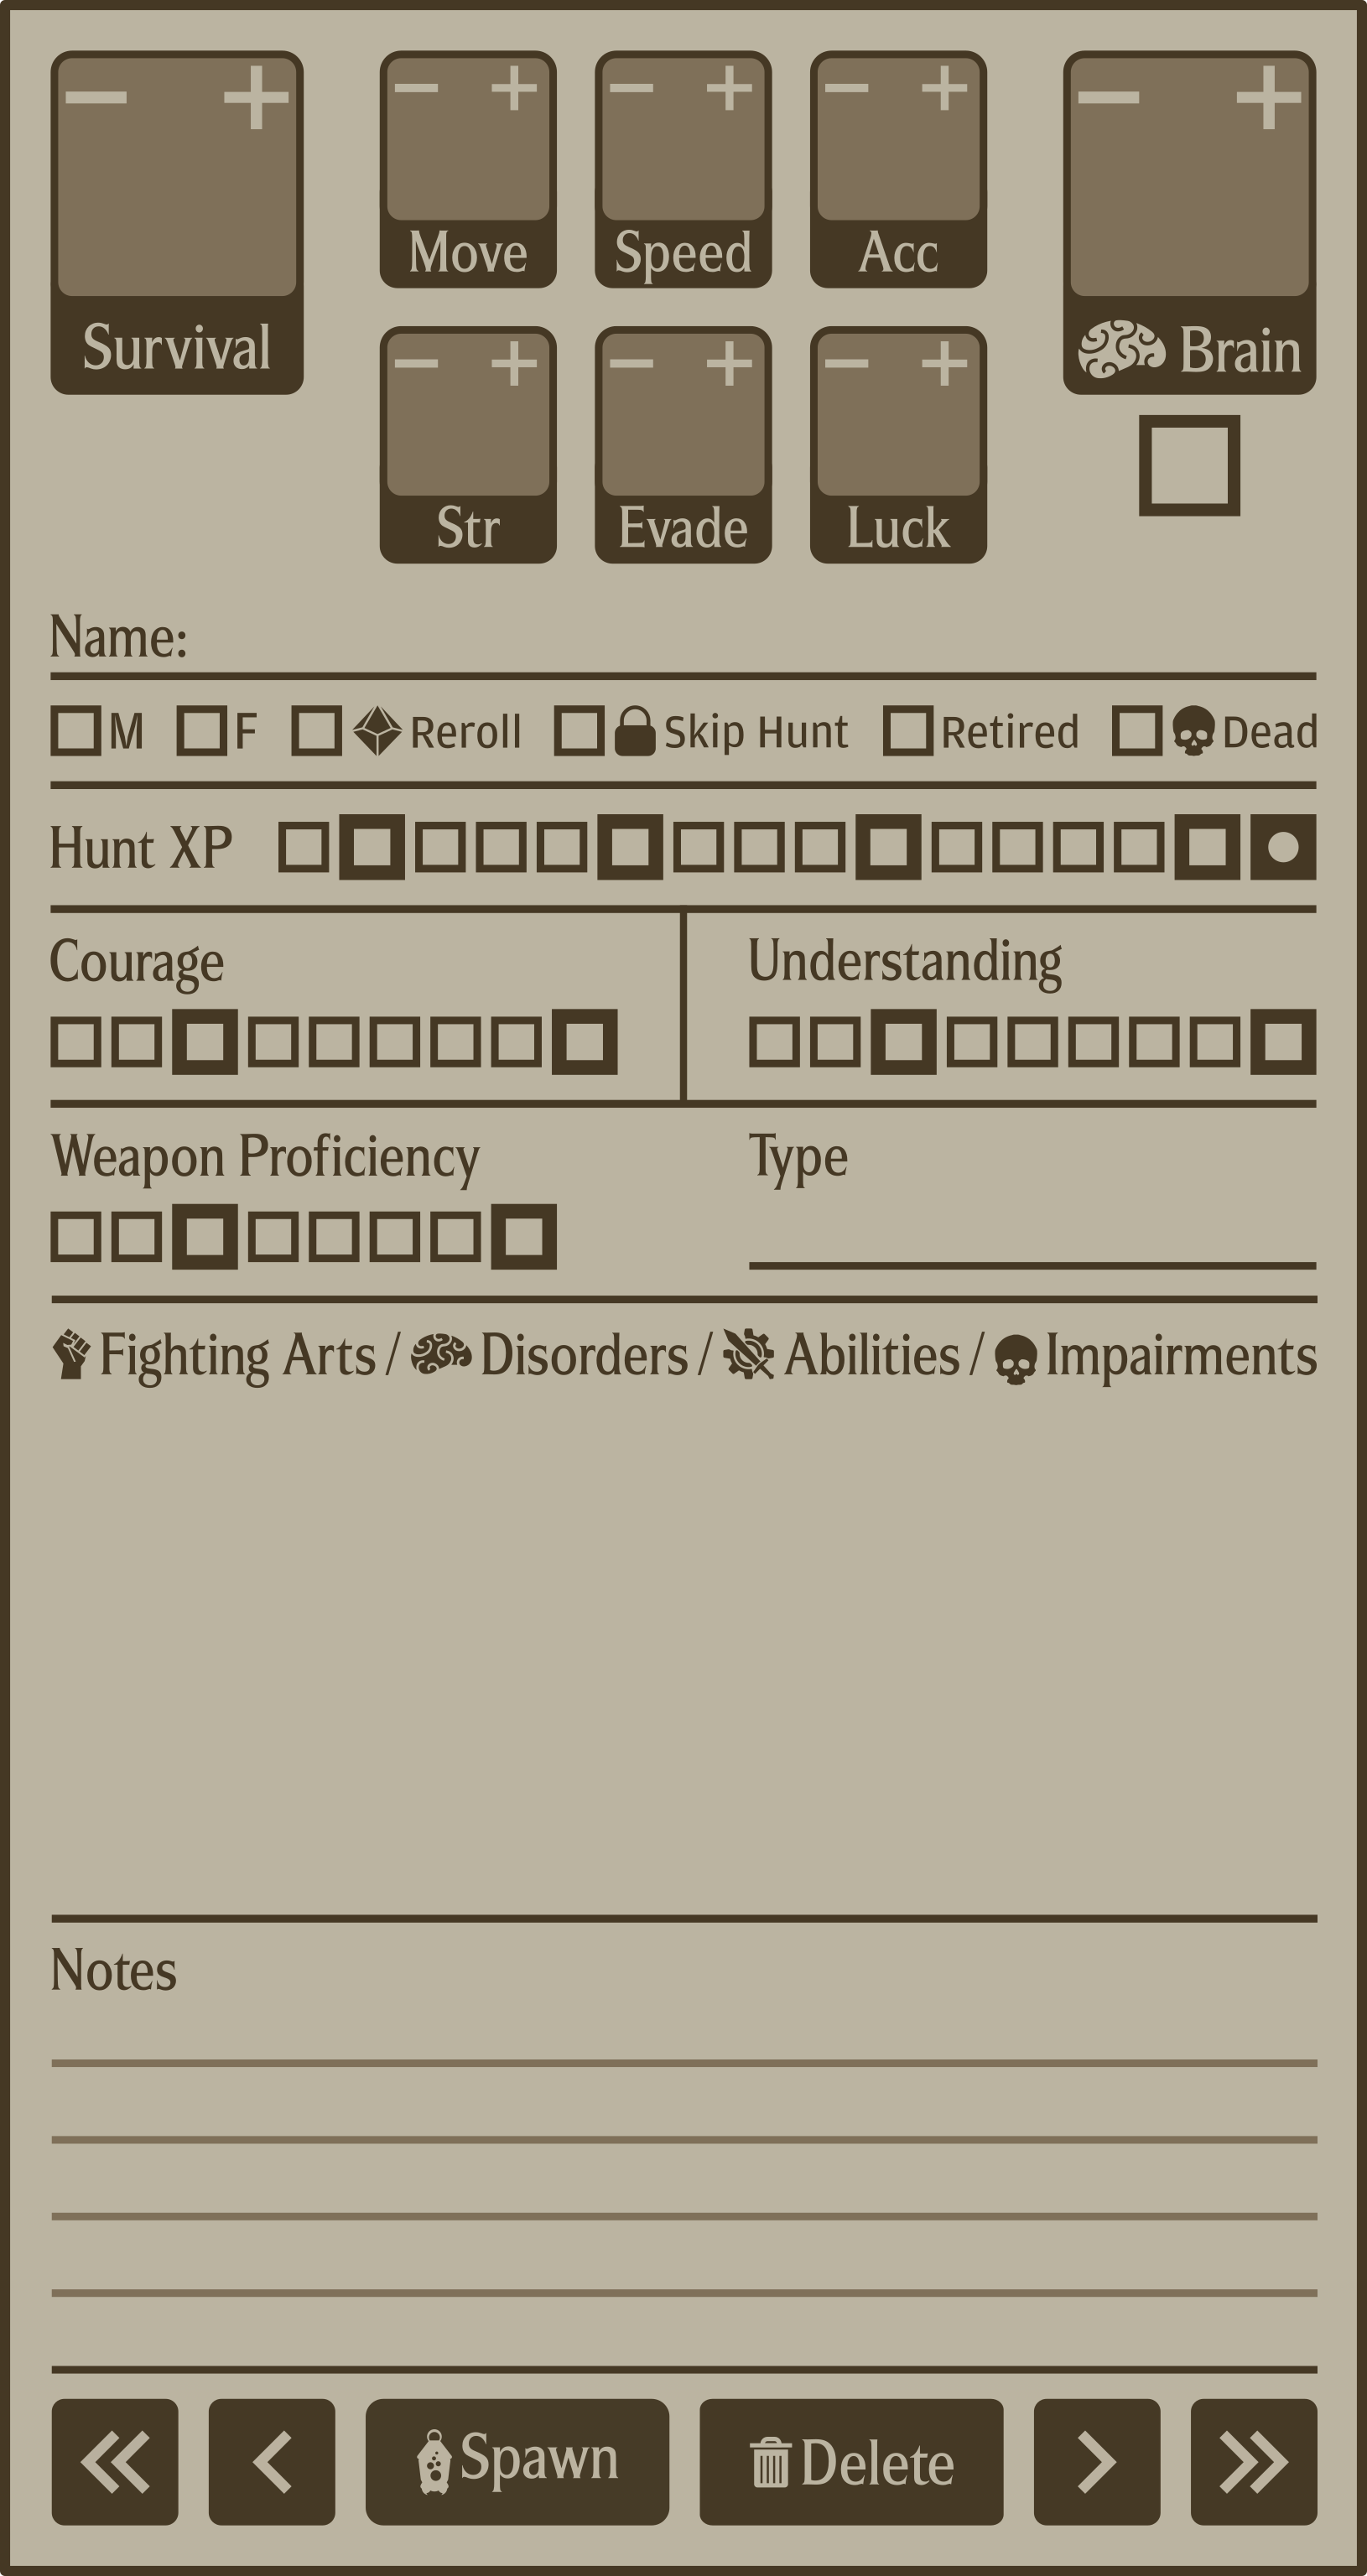 − + − + − + − + − +
Move Speed Acc
Survival Brain
− + − + − +
Str Evade Luck
Name:
M F Reroll Skip Hunt Retired Dead
Hunt XP
Courage Understanding
Weapon Proficiency Type
Fighting Arts / Disorders / Abilities / Impairments
Notes
Spawn Delete